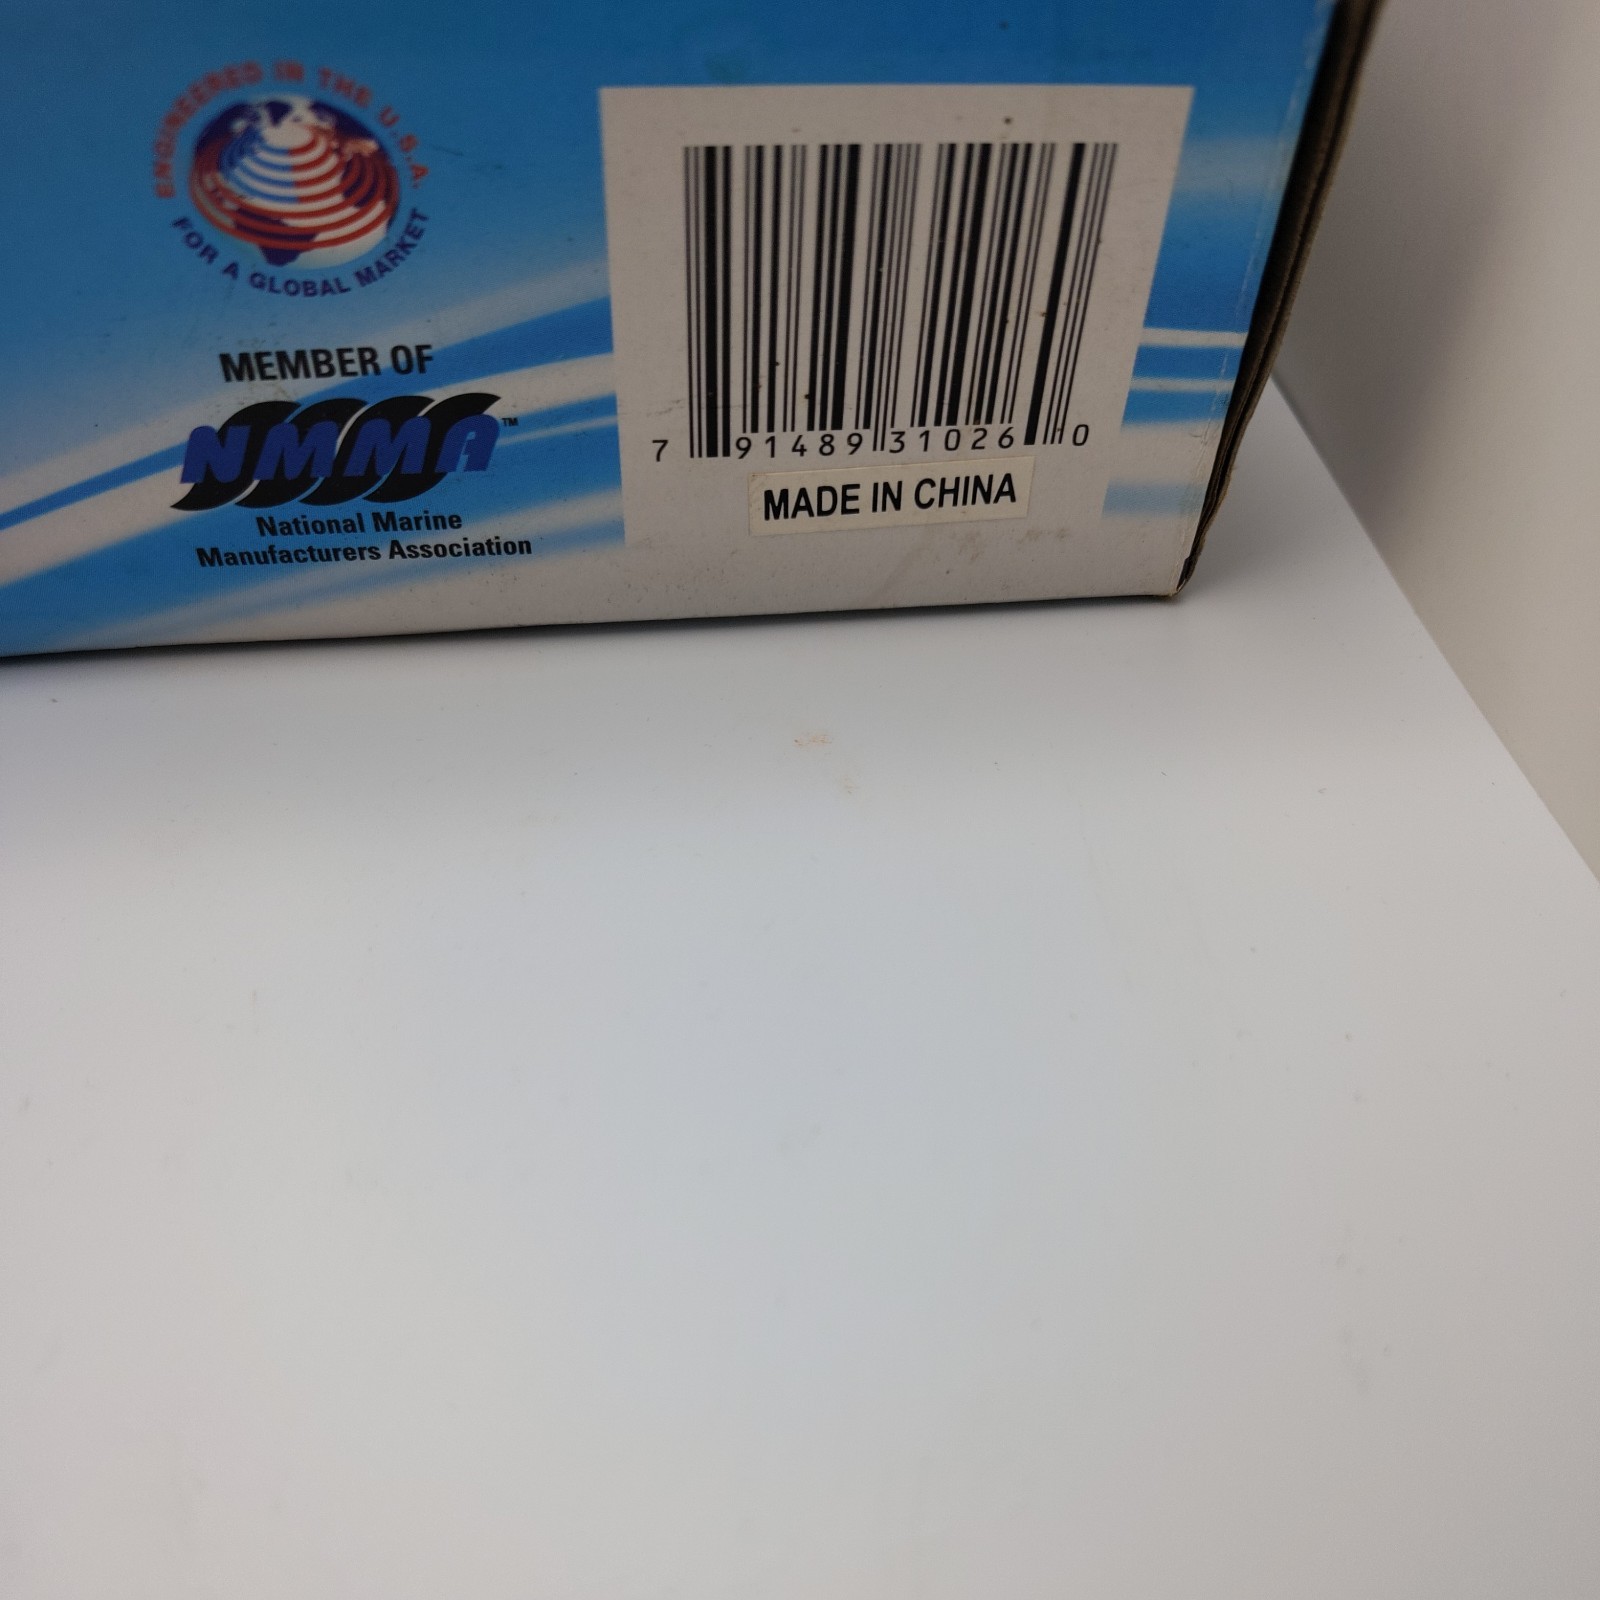 ENGINEERED IN THE U.S.A.
FOR A GLOBAL MARKET
MEMBER OF
NMMA™
National Marine
Manufacturers Association
7 91489 31026 0
MADE IN CHINA